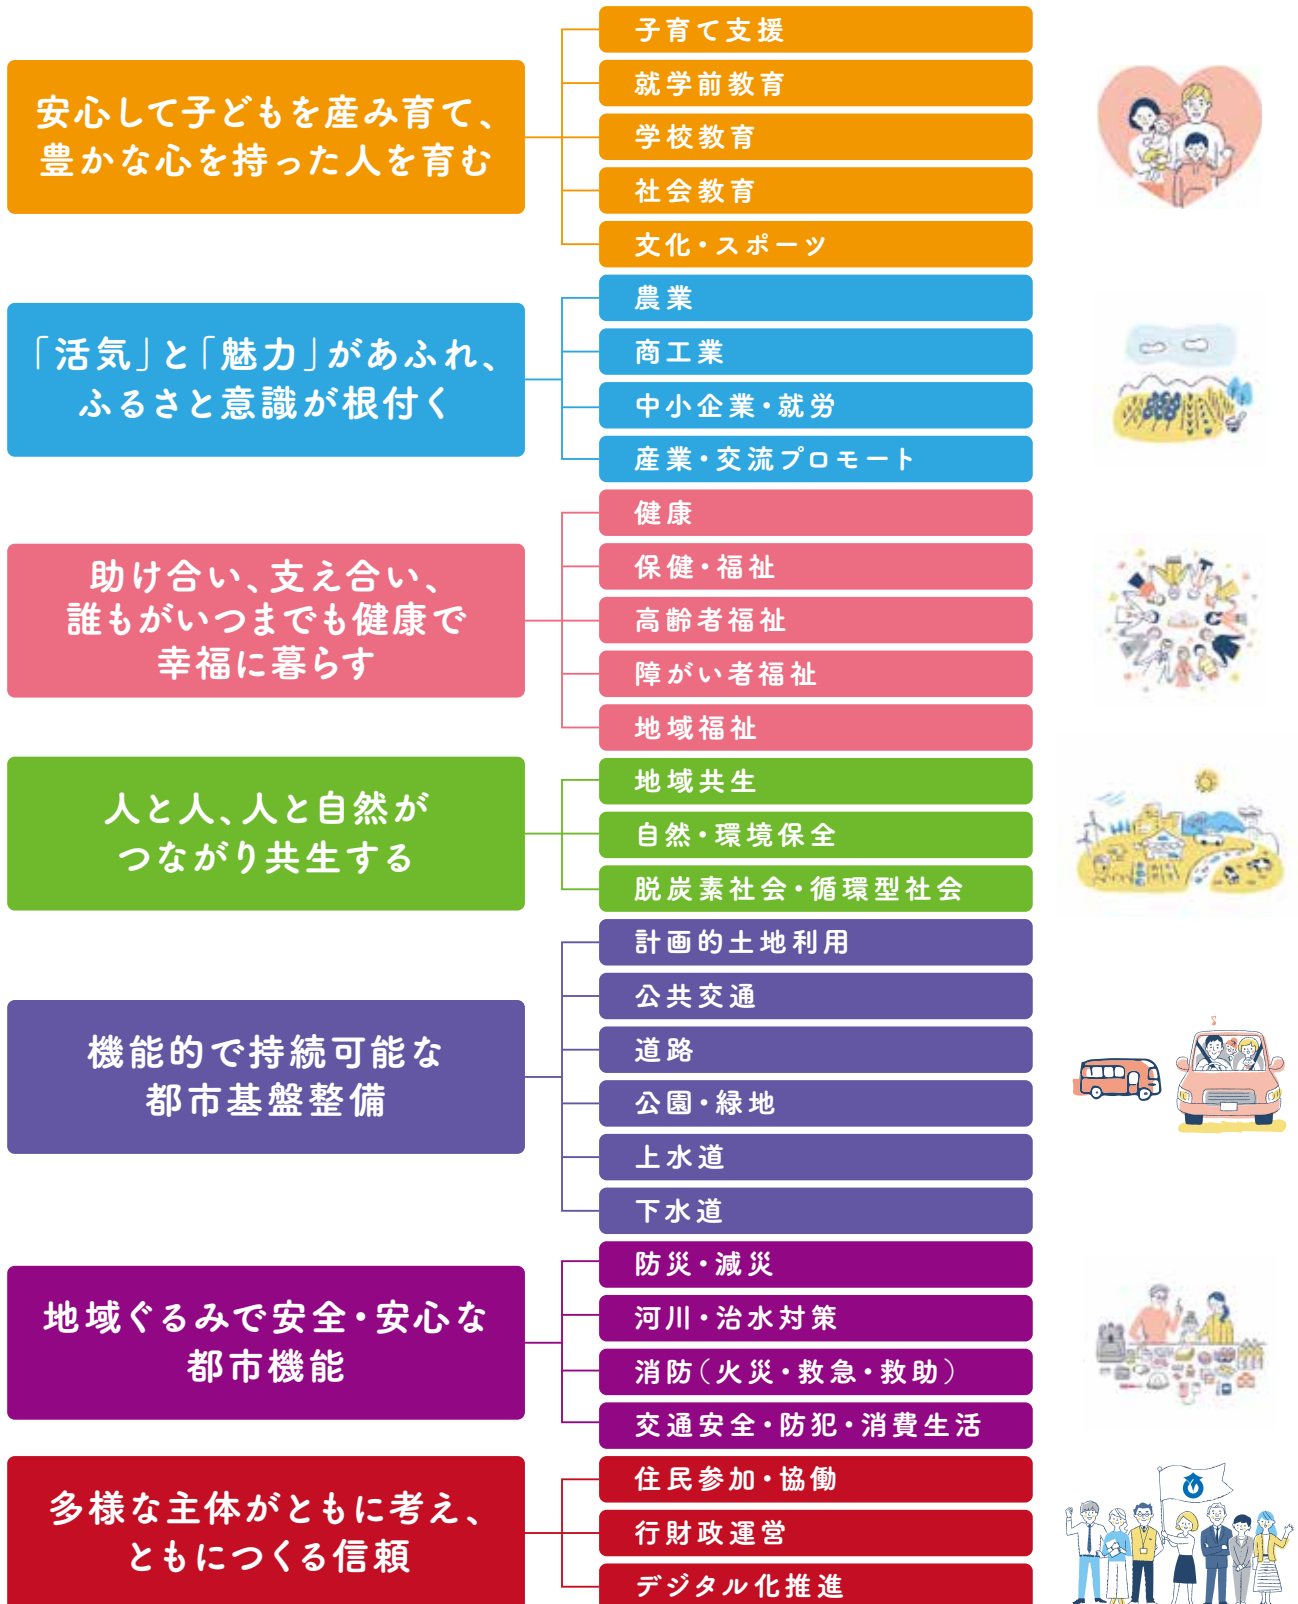 安心して子どもを産み育て、
豊かな心を持った人を育む
子育て支援
就学前教育
学校教育
社会教育
文化・スポーツ
「活気」と「魅力」があふれ、
ふるさと意識が根付く
農業
商工業
中小企業・就労
産業・交流プロモート
助け合い、支え合い、
誰もがいつまでも健康で
幸福に暮らす
健康
保健・福祉
高齢者福祉
障がい者福祉
地域福祉
人と人、人と自然が
つながり共生する
地域共生
自然・環境保全
脱炭素社会・循環型社会
機能的で持続可能な
都市基盤整備
計画的土地利用
公共交通
道路
公園・緑地
上水道
下水道
地域ぐるみで安全・安心な
都市機能
防災・減災
河川・治水対策
消防(火災・救急・救助)
交通安全・防犯・消費生活
多様な主体がともに考え、
ともにつくる信頼
住民参加・協働
行財政運営
デジタル化推進